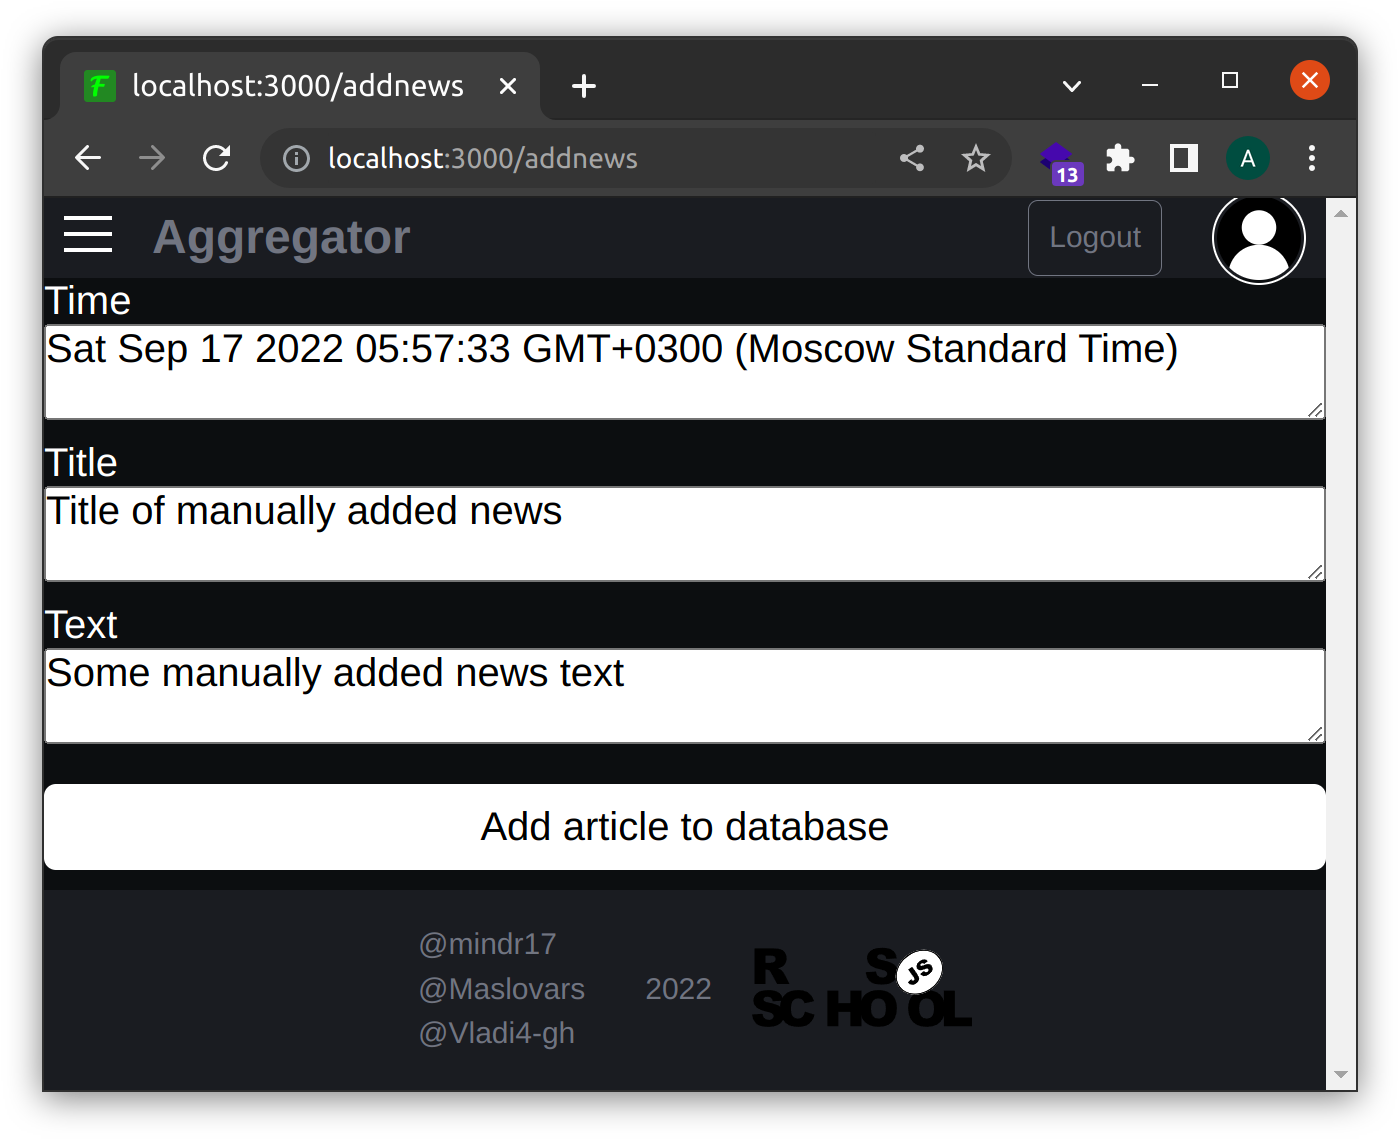 F localhost:3000/addnews
localhost:3000/addnews
13
A
Aggregator
Logout
Time
Sat Sep 17 2022 05:57:33 GMT+0300 (Moscow Standard Time)
Title
Title of manually added news
Text
Some manually added news text
Add article to database
@mindr17
@Maslovars
@Vladi4-gh
2022
R S JS
SCHOOL